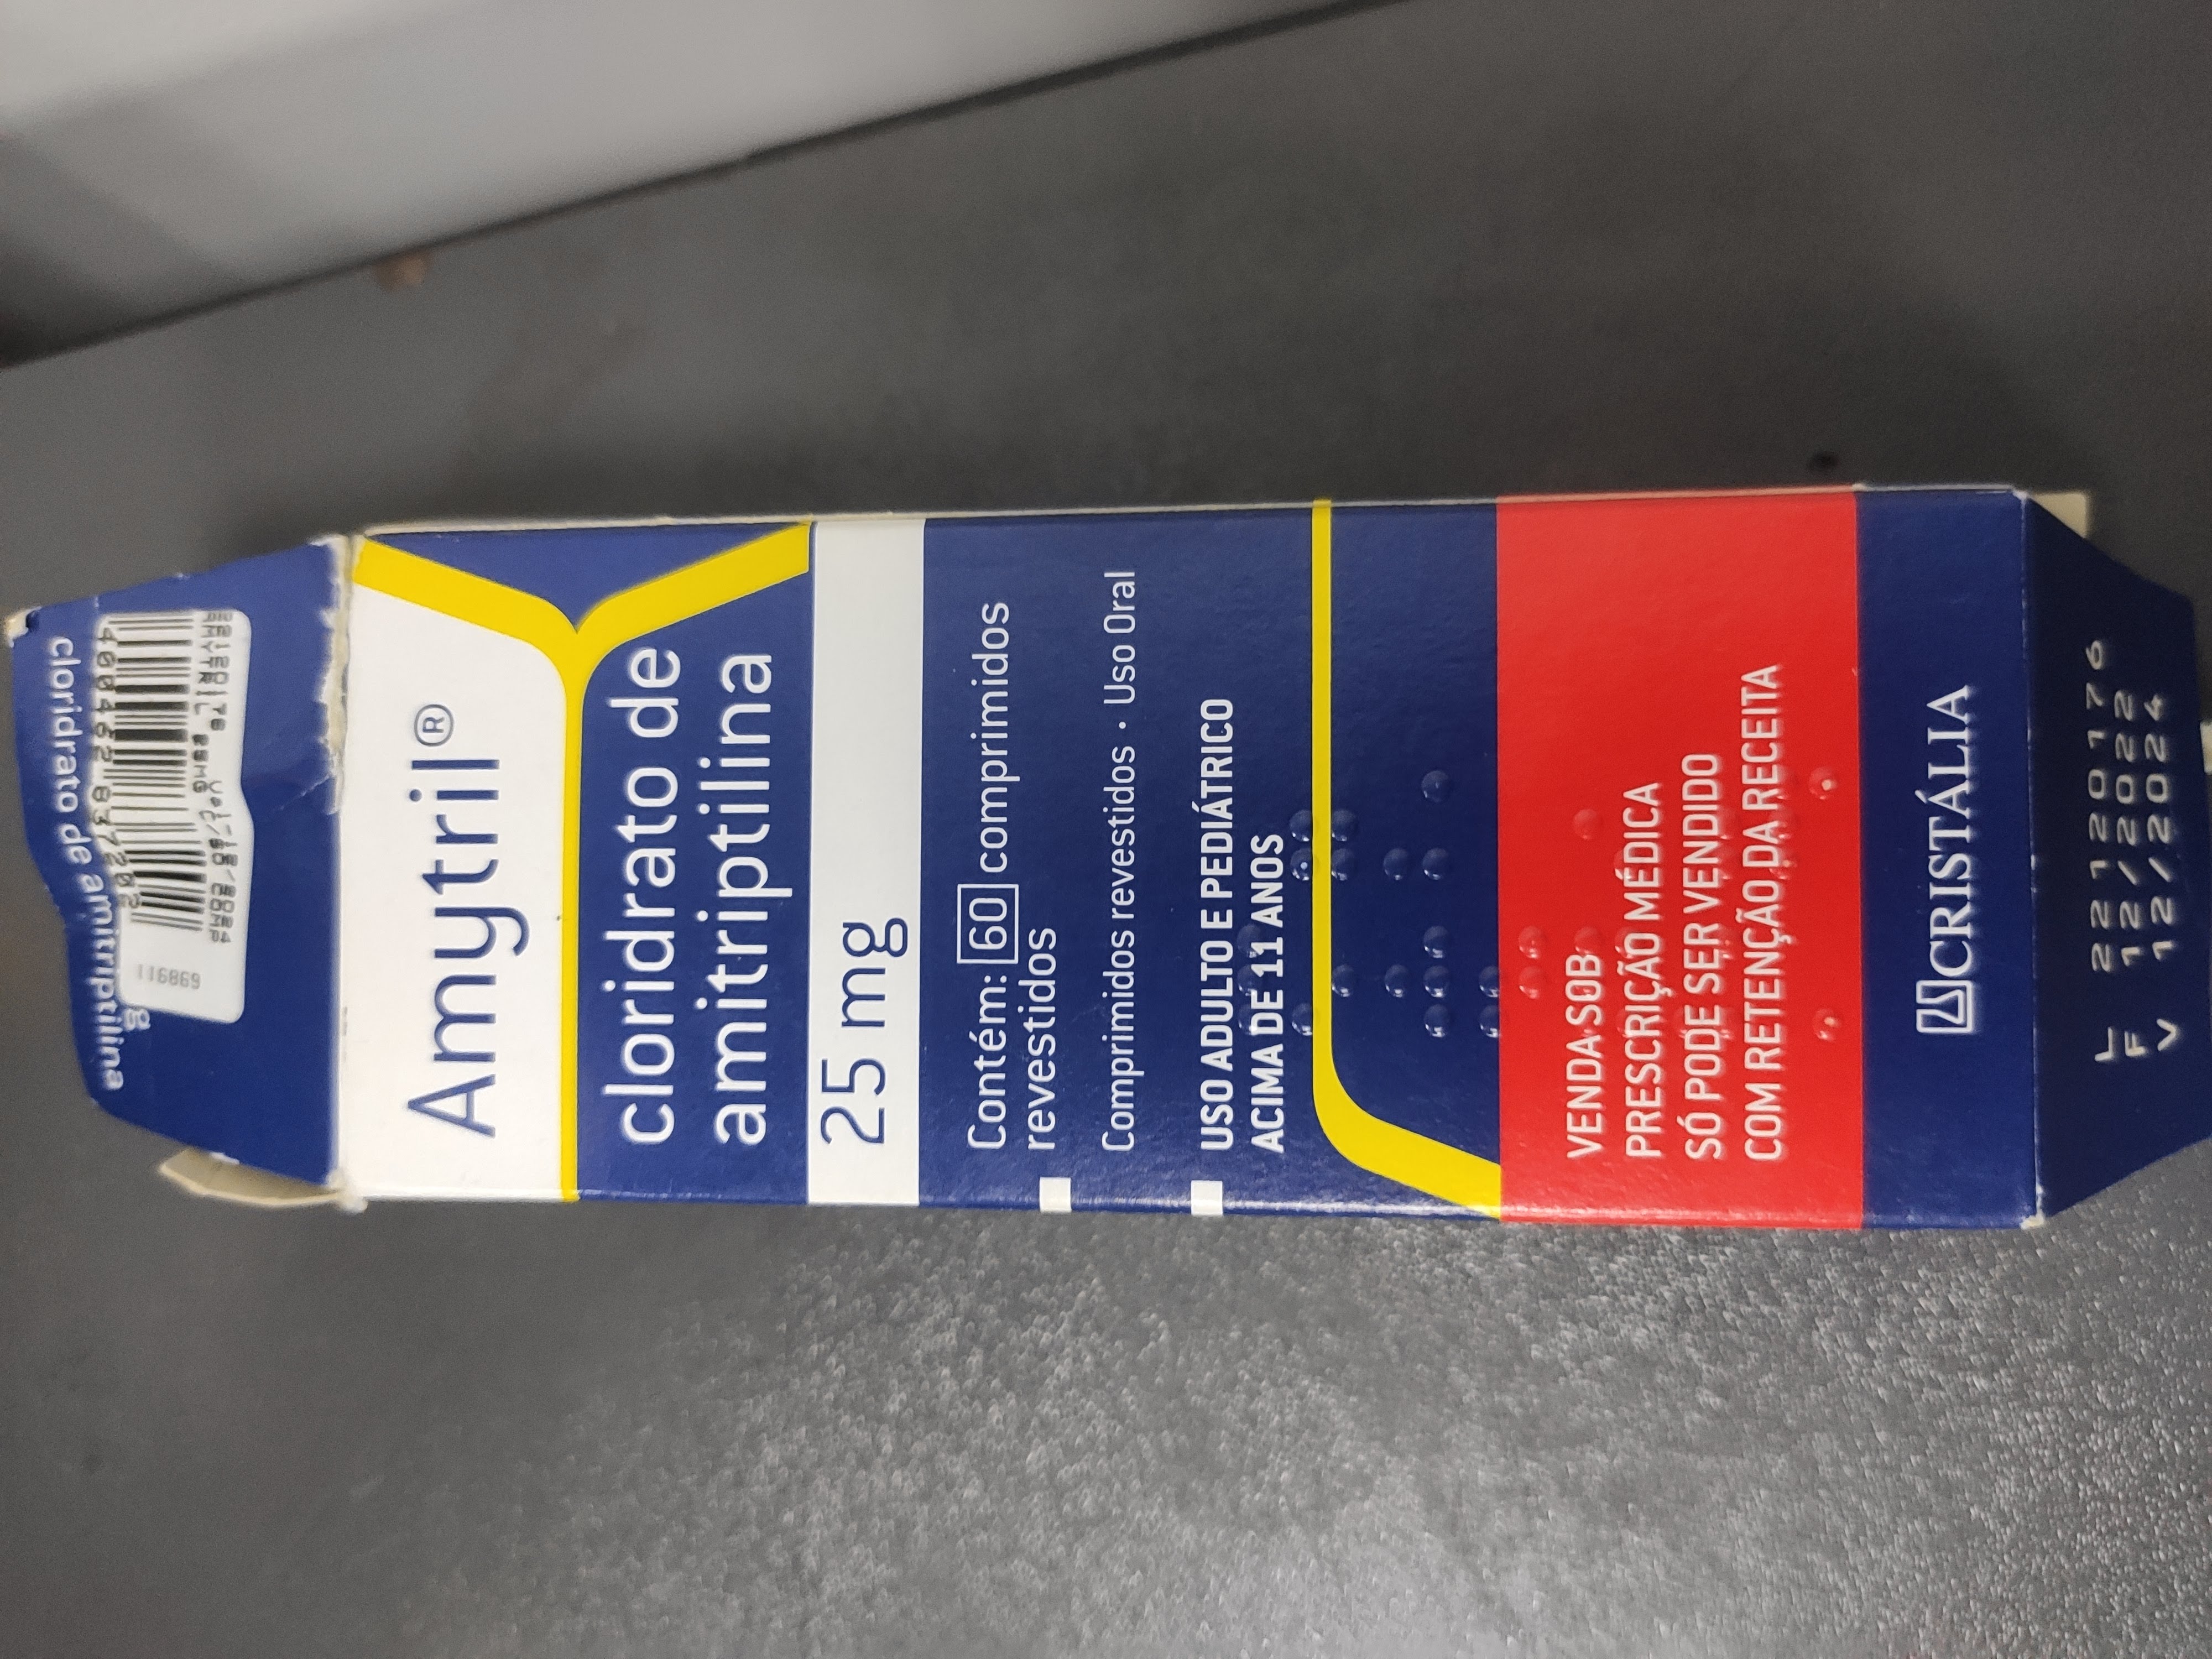 cloridrato de amitriptilina
116869
Amytril®
cloridrato de
amitriptilina
25 mg
Contém: 60 comprimidos
revestidos
Comprimidos revestidos · Uso Oral
USO ADULTO E PEDIÁTRICO
ACIMA DE 11 ANOS
VENDA SOB
PRESCRIÇÃO MÉDICA
SÓ PODE SER VENDIDO
COM RETENÇÃO DA RECEITA
CRISTÁLIA
L 22120176
F 12/2022
V 12/2024